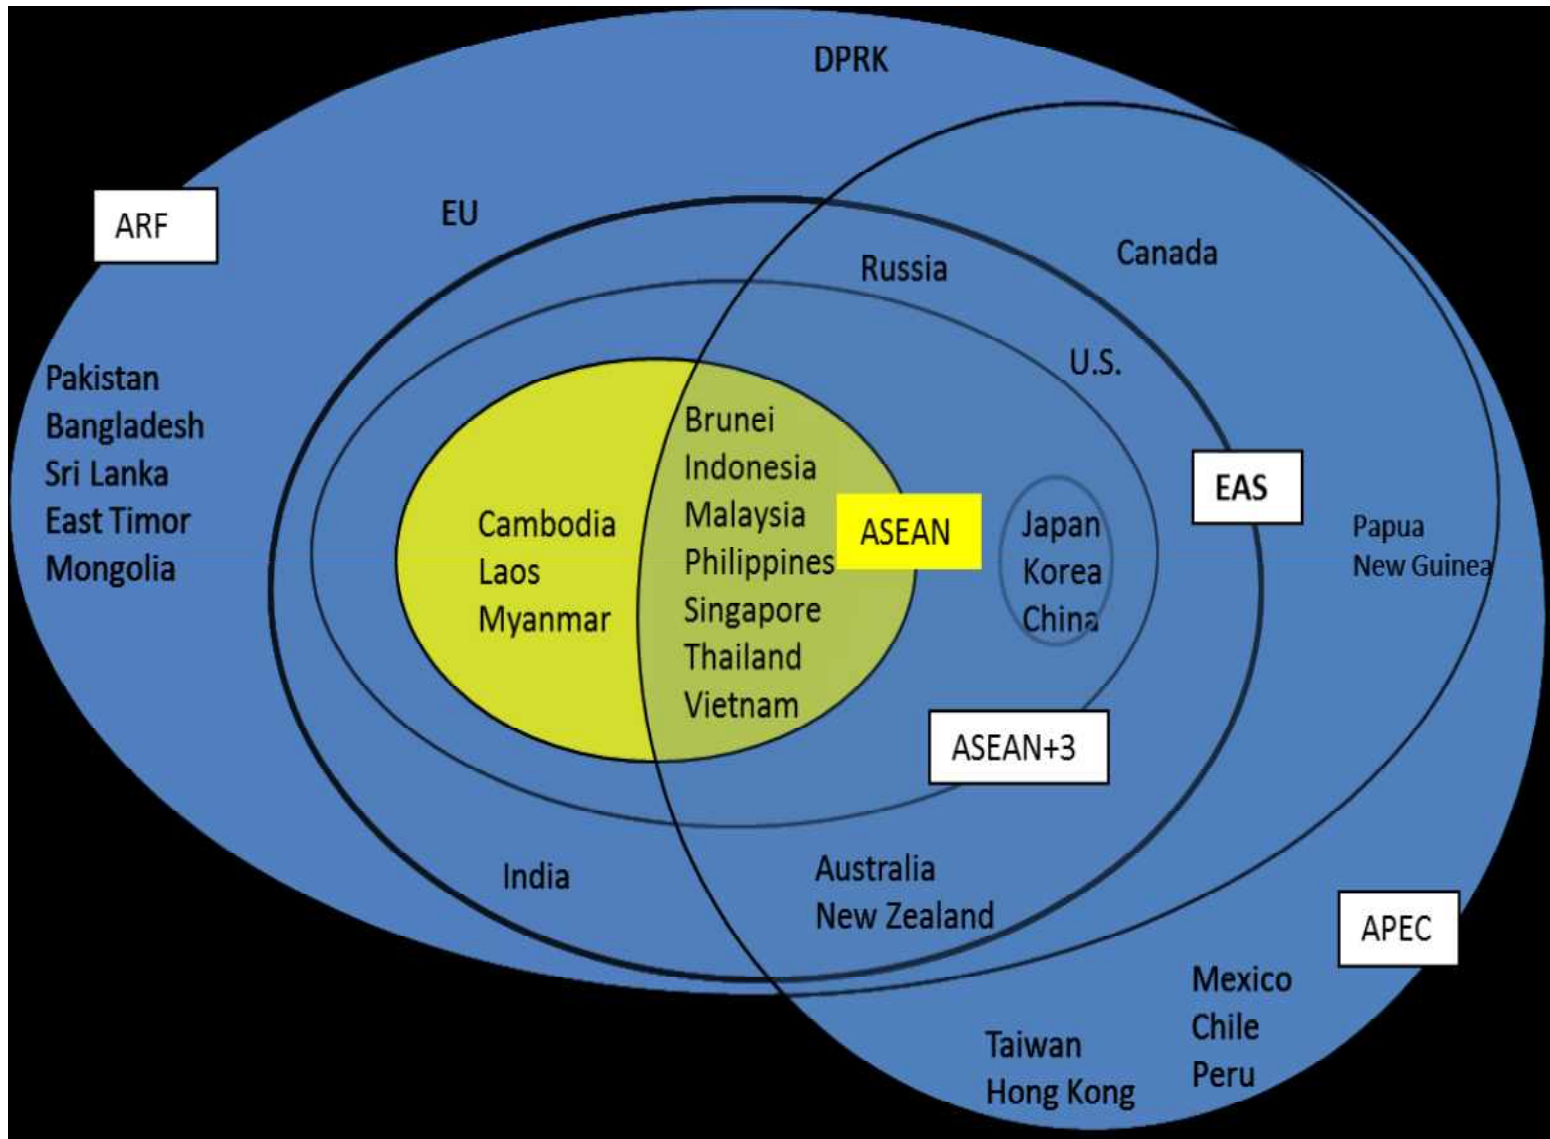 DPRK
ARF
EU
Russia
Canada
U.S.
Pakistan
Bangladesh
Sri Lanka
East Timor
Mongolia
Cambodia
Laos
Myanmar
Brunei
Indonesia
Malaysia
Philippines
Singapore
Thailand
Vietnam
ASEAN
Japan
Korea
China
EAS
Papua
New Guinea
ASEAN+3
India
Australia
New Zealand
APEC
Mexico
Chile
Peru
Taiwan
Hong Kong